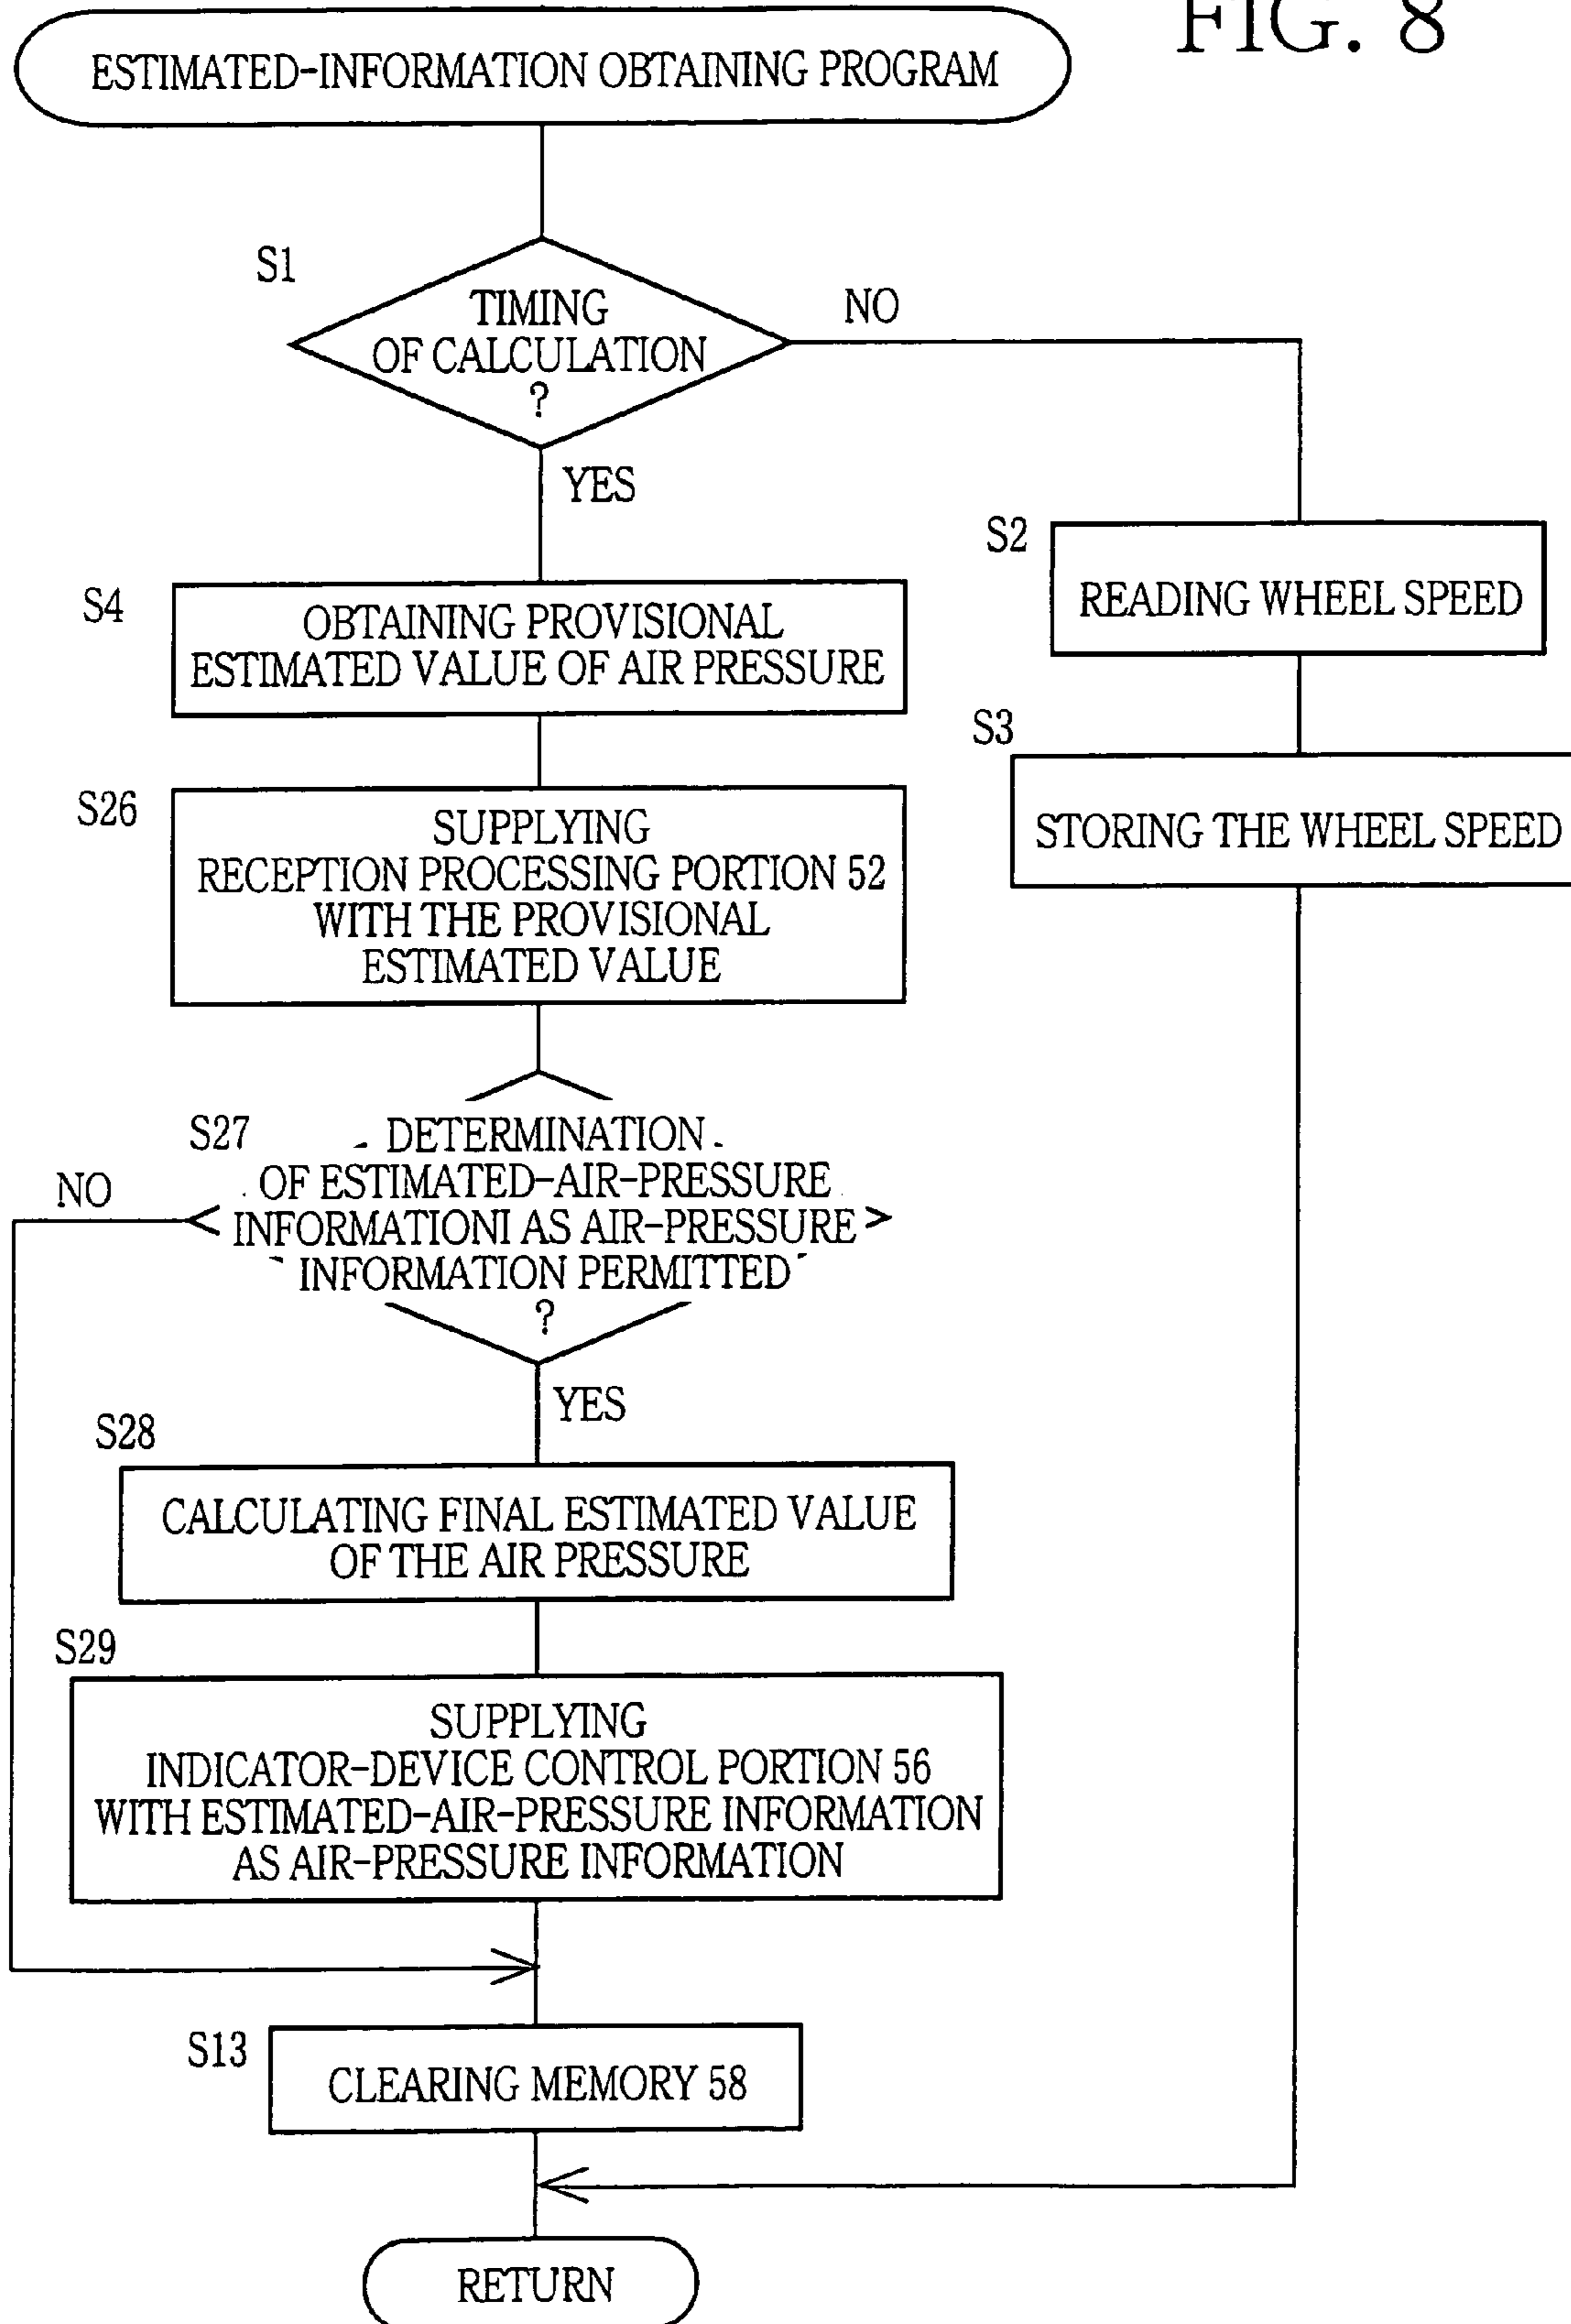 FIG. 8
ESTIMATED-INFORMATION OBTAINING PROGRAM
S1
TIMING
OF CALCULATION
?
NO
YES
S2
READING WHEEL SPEED
S3
STORING THE WHEEL SPEED
S4
OBTAINING PROVISIONAL
ESTIMATED VALUE OF AIR PRESSURE
S26
SUPPLYING
RECEPTION PROCESSING PORTION 52
WITH THE PROVISIONAL
ESTIMATED VALUE
S27
DETERMINATION
OF ESTIMATED-AIR-PRESSURE
INFORMATIONI AS AIR-PRESSURE
INFORMATION PERMITTED
?
NO
YES
S28
CALCULATING FINAL ESTIMATED VALUE
OF THE AIR PRESSURE
S29
SUPPLYING
INDICATOR-DEVICE CONTROL PORTION 56
WITH ESTIMATED-AIR-PRESSURE INFORMATION
AS AIR-PRESSURE INFORMATION
S13
CLEARING MEMORY 58
RETURN